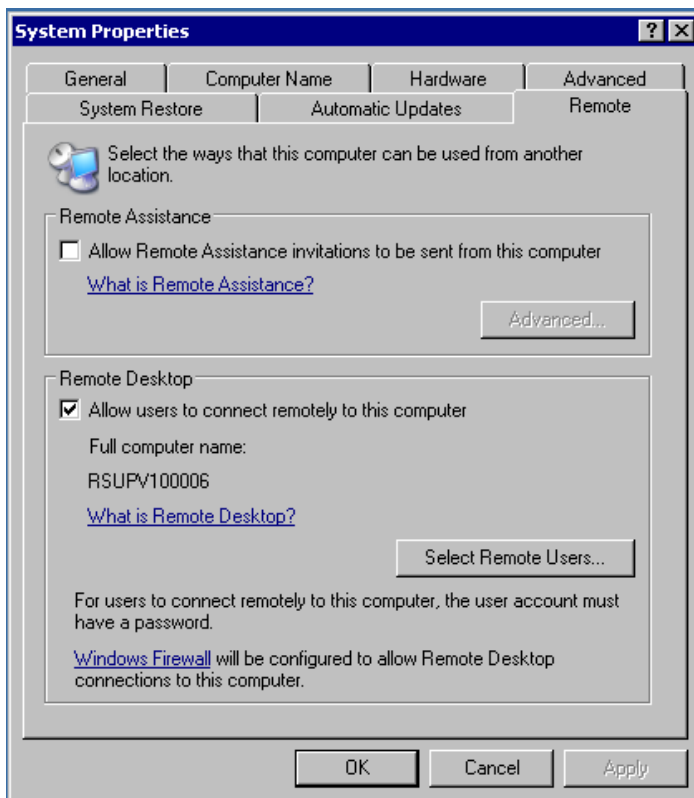 System Properties
General
Computer Name
Hardware
Advanced
System Restore
Automatic Updates
Remote
Select the ways that this computer can be used from another
location.
Remote Assistance
Allow Remote Assistance invitations to be sent from this computer
What is Remote Assistance?
Advanced...
Remote Desktop
Allow users to connect remotely to this computer
Full computer name:
RSUPV100006
What is Remote Desktop?
Select Remote Users...
For users to connect remotely to this computer, the user account must
have a password.
Windows Firewall will be configured to allow Remote Desktop
connections to this computer.
OK
Cancel
Apply